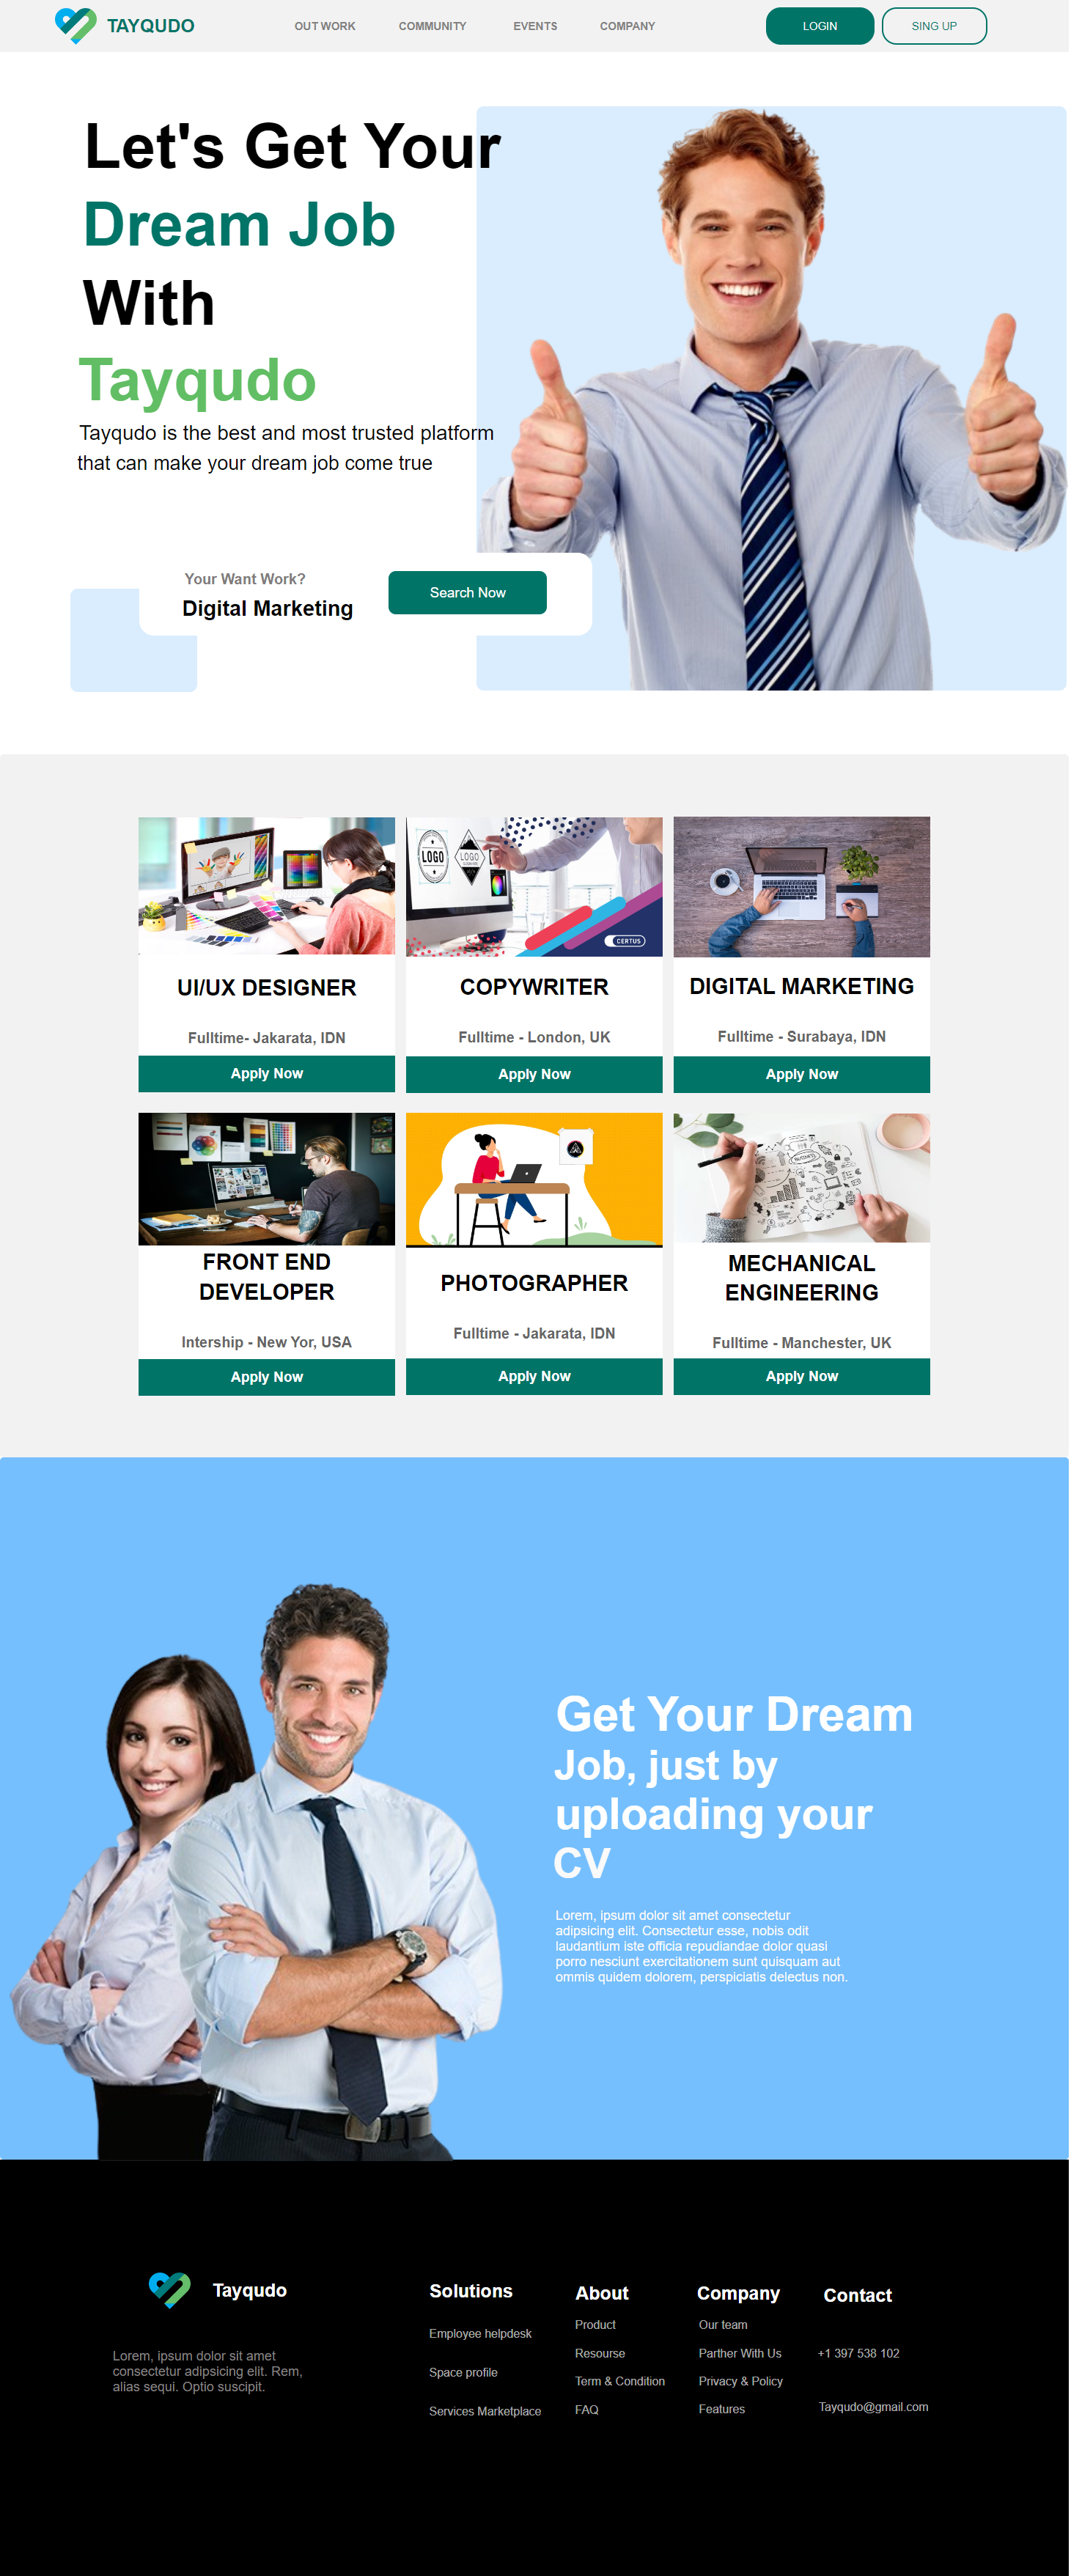 TAYQUDO
OUT WORK
COMMUNITY
EVENTS
COMPANY
LOGIN
SING UP
Let's Get Your
Dream Job
With
Tayqudo
Tayqudo is the best and most trusted platform
that can make your dream job come true
Your Want Work?
Digital Marketing
Search Now
LOGO
LOGO
CERTUS
UI/UX DESIGNER
Fulltime- Jakarata, IDN
Apply Now
COPYWRITER
Fulltime - London, UK
Apply Now
DIGITAL MARKETING
Fulltime - Surabaya, IDN
Apply Now
FRONT END
DEVELOPER
Intership - New Yor, USA
Apply Now
PHOTOGRAPHER
Fulltime - Jakarata, IDN
Apply Now
MECHANICAL
ENGINEERING
Fulltime - Manchester, UK
Apply Now
Get Your Dream
Job, just by
uploading your
CV
Lorem, ipsum dolor sit amet consectetur
adipsicing elit. Consectetur esse, nobis odit
laudantium iste officia repudiandae dolor quasi
porro nesciunt exercitationem sunt quisquam aut
ommis quidem dolorem, perspiciatis delectus non.
Tayqudo
Lorem, ipsum dolor sit amet
consectetur adipsicing elit. Rem,
alias sequi. Optio suscipit.
Solutions
Employee helpdesk
Space profile
Services Marketplace
About
Product
Resourse
Term & Condition
FAQ
Company
Our team
Parther With Us
Privacy & Policy
Features
Contact
+1 397 538 102
Tayqudo@gmail.com